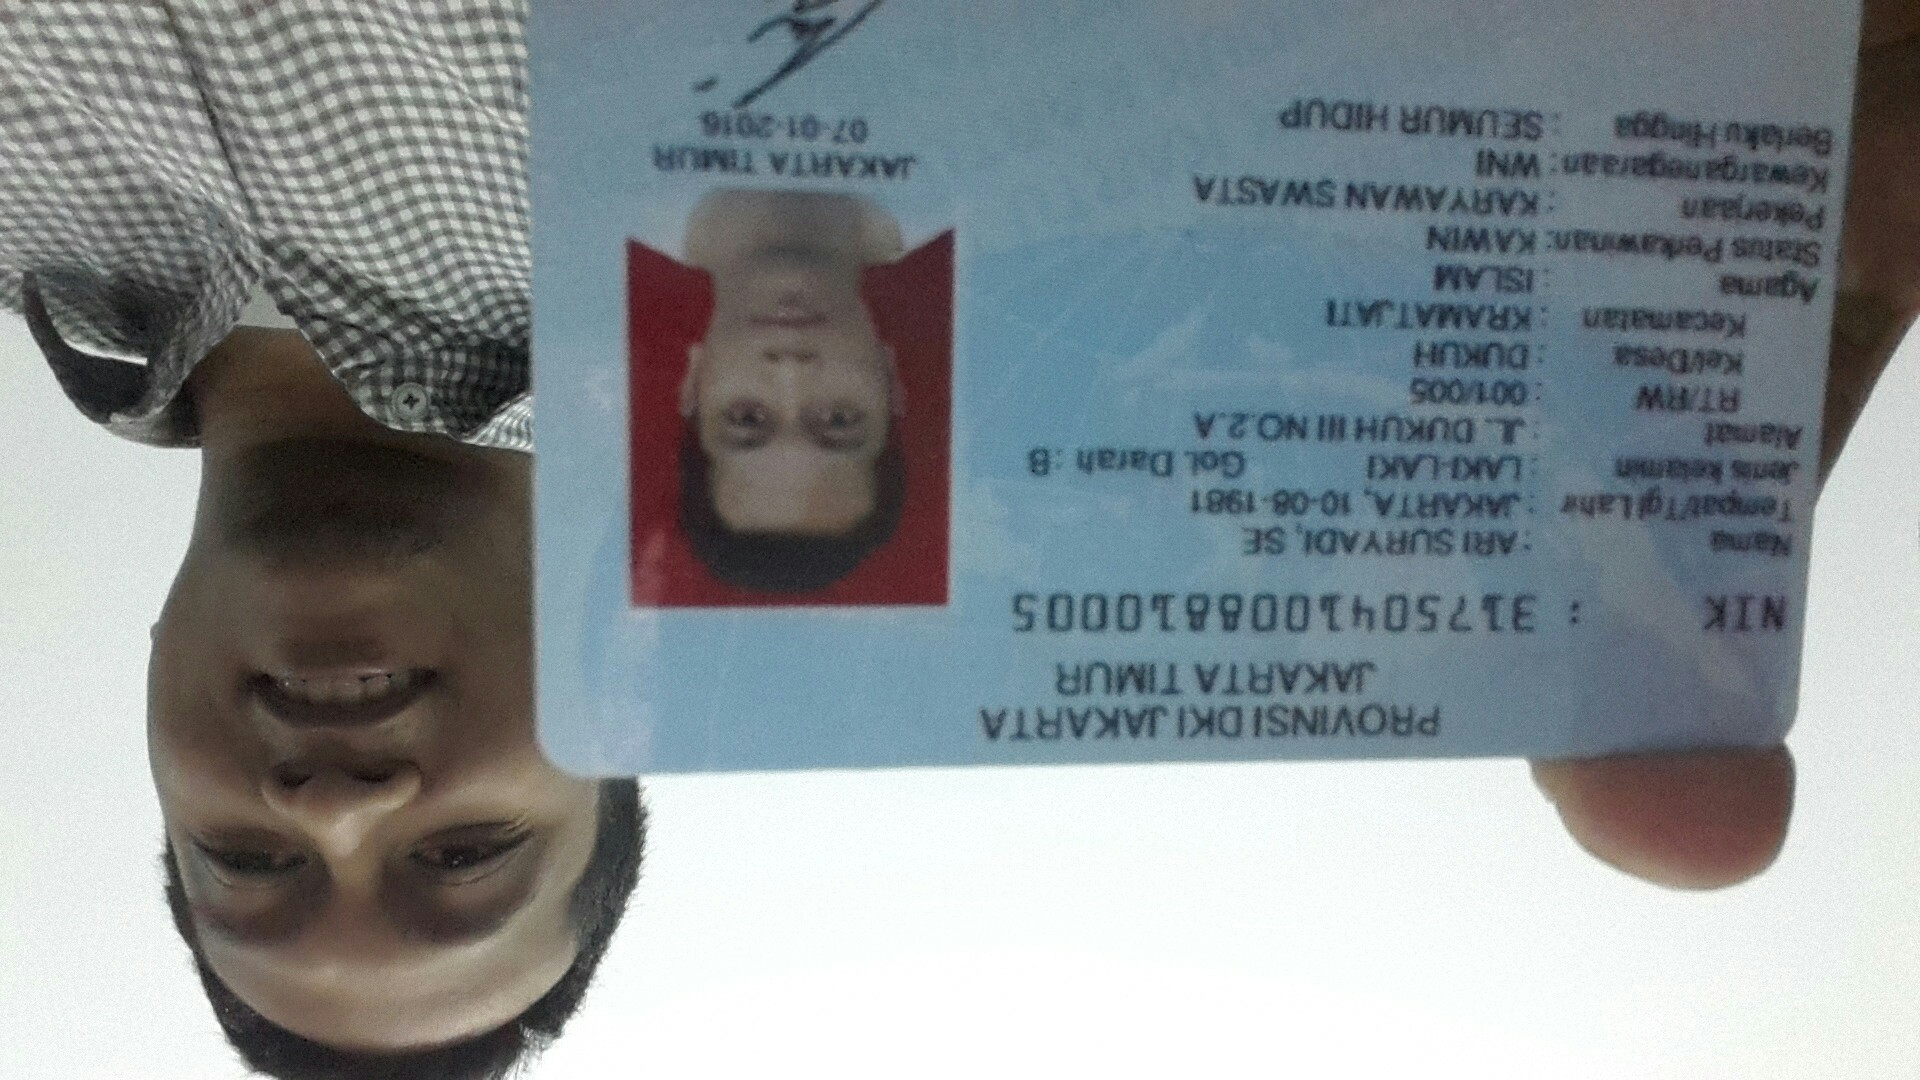 PROVINSI DKI JAKARTA
JAKARTA TIMUR
NIK : 3175041008810005
Nama : ARI SURYADI, SE
Tempat/Tgl Lahir : JAKARTA, 10-08-1981
Jenis kelamin : LAKI-LAKI Gol. Darah : B
Alamat : JL. DUKUH III NO.2.A
RT/RW : 001/005
Kel/Desa : DUKUH
Kecamatan : KRAMATJATI
Agama : ISLAM
Status Perkawinan: KAWIN
Pekerjaan : KARYAWAN SWASTA
Kewarganegaraan: WNI
Berlaku Hingga : SEUMUR HIDUP
JAKARTA TIMUR
07-01-2016